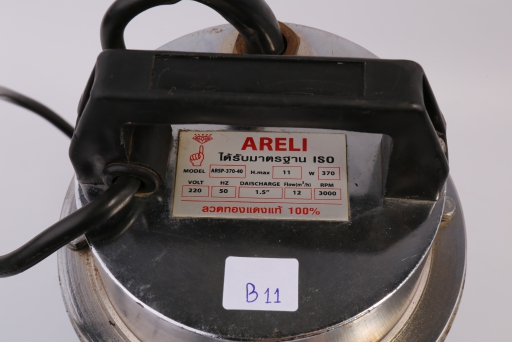 ARELI
ได้รับมาตรฐาน ISO
MODEL ARSP-370-40 H.max 11 W 370
VOLT HZ DAISCHARGE Flow(m³/h) RPM
220 50 1.5" 12 3000
ลวดทองแดงแท้ 100%
B11